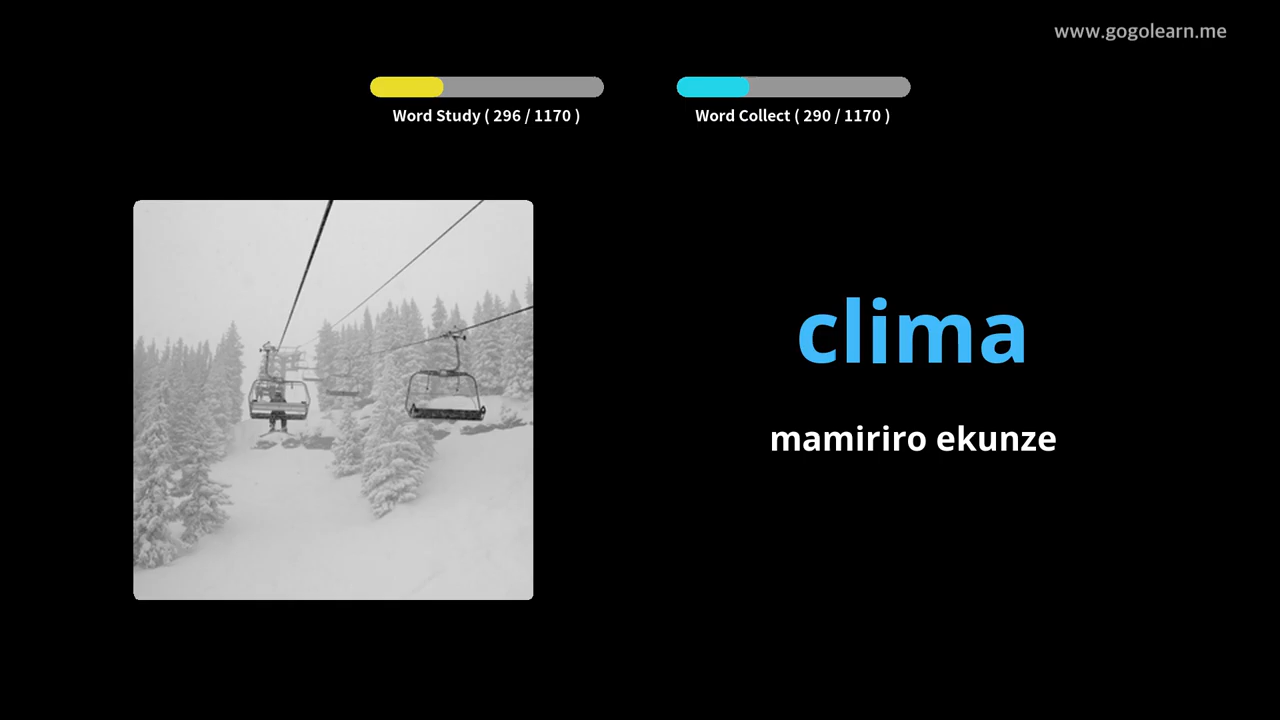 www.gogolearn.me
Word Study ( 296 / 1170 )
Word Collect ( 290 / 1170 )
clima
mamiriro ekunze